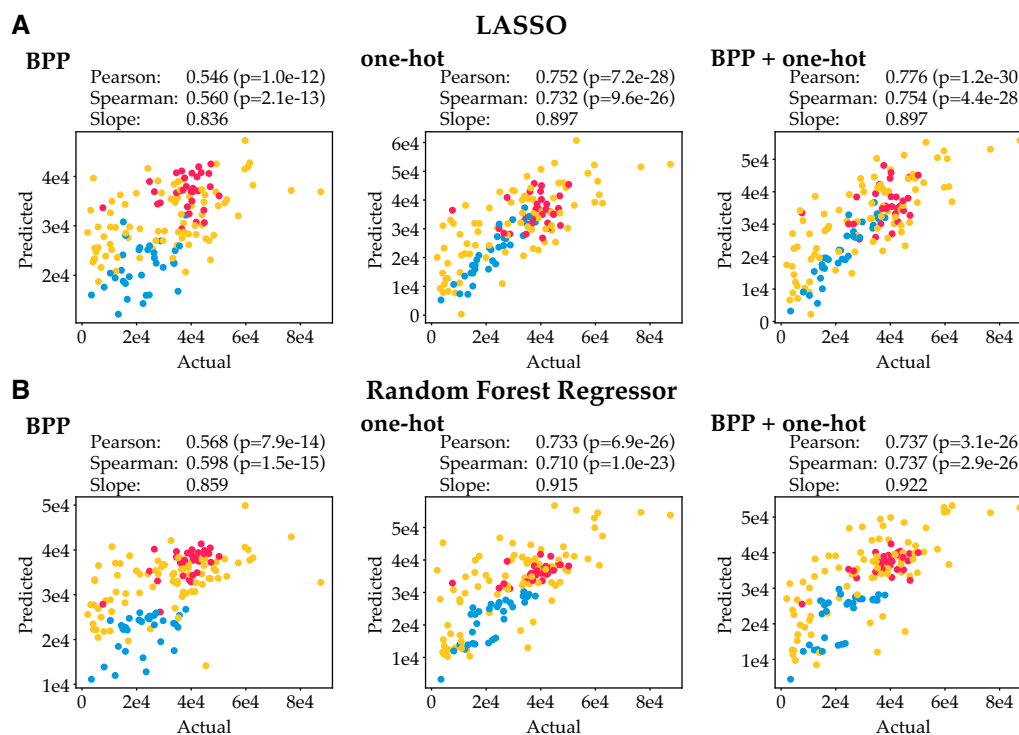 A
LASSO
BPP
Pearson: 0.546 (p=1.0e-12)
Spearman: 0.560 (p=2.1e-13)
Slope: 0.836
4e4
3e4
2e4
Predicted
0 2e4 4e4 6e4 8e4
Actual
one-hot
Pearson: 0.752 (p=7.2e-28)
Spearman: 0.732 (p=9.6e-26)
Slope: 0.897
6e4
5e4
4e4
3e4
2e4
1e4
0
Predicted
0 2e4 4e4 6e4 8e4
Actual
BPP + one-hot
Pearson: 0.776 (p=1.2e-30
Spearman: 0.754 (p=4.4e-28
Slope: 0.897
5e4
4e4
3e4
2e4
1e4
0
Predicted
0 2e4 4e4 6e4 8e4
Actual
B
Random Forest Regressor
BPP
Pearson: 0.568 (p=7.9e-14)
Spearman: 0.598 (p=1.5e-15)
Slope: 0.859
5e4
4e4
3e4
2e4
1e4
Predicted
0 2e4 4e4 6e4 8e4
Actual
one-hot
Pearson: 0.733 (p=6.9e-26)
Spearman: 0.710 (p=1.0e-23)
Slope: 0.915
5e4
4e4
3e4
2e4
1e4
Predicted
0 2e4 4e4 6e4 8e4
Actual
BPP + one-hot
Pearson: 0.737 (p=3.1e-26
Spearman: 0.737 (p=2.9e-26
Slope: 0.922
5e4
4e4
3e4
2e4
1e4
Predicted
0 2e4 4e4 6e4 8e4
Actual